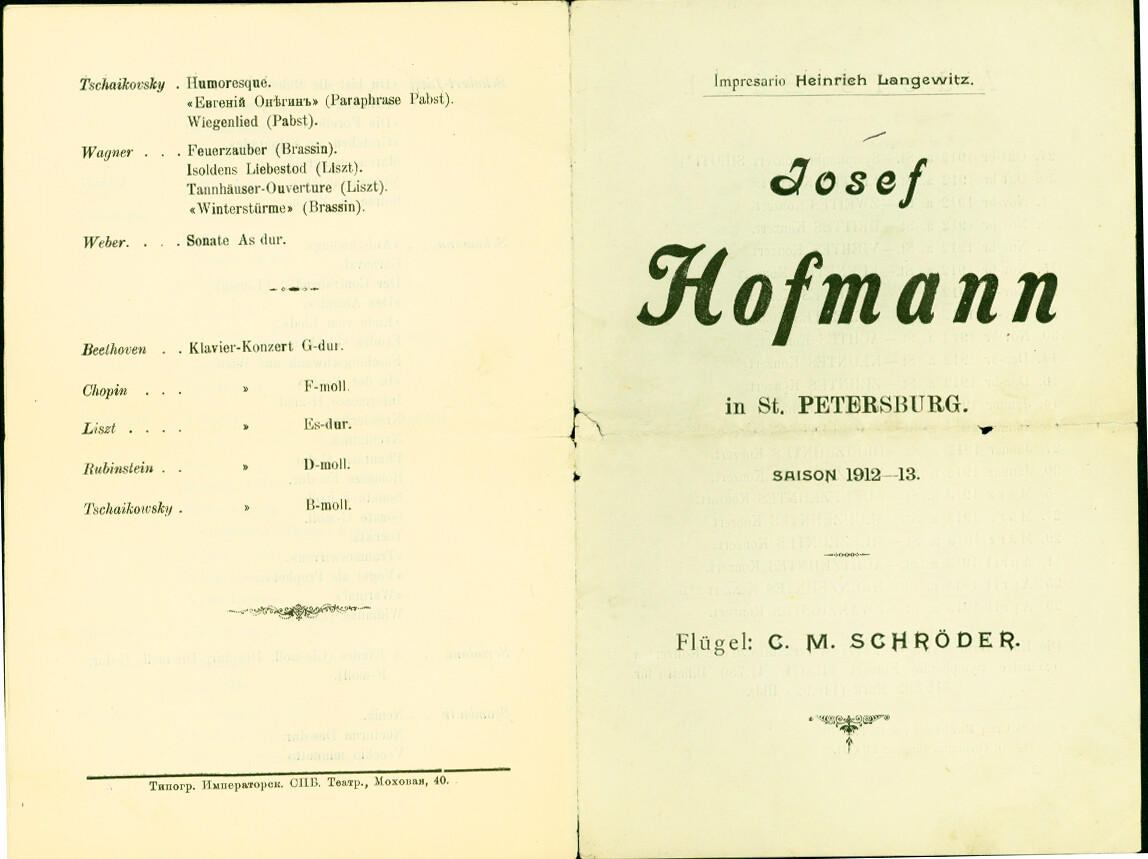 Tschaikovsky . Humoresque.
«Евгеній Онѣгинъ» (Paraphrase Pabst).
Wiegenlied (Pabst).
Wagner . . . Feuerzauber (Brassin).
Isoldens Liebestod (Liszt).
Tannhäuser-Ouverture (Liszt).
«Winterstürme» (Brassin).
Weber. . . . Sonate As dur.
Beethoven . . Klavier-Konzert G-dur.
Chopin . . . » F-moll.
Liszt . . . . » Es-dur.
Rubinstein . . » D-moll.
Tschaikowsky . » B-moll.
Типогр. Императорск. СПБ. Театр., Моховая, 40.
Impresario Heinrich Langewitz.
Josef
Hofmann
in St. PETERSBURG.
SAISON 1912—13.
Flügel: C. M. SCHRÖDER.